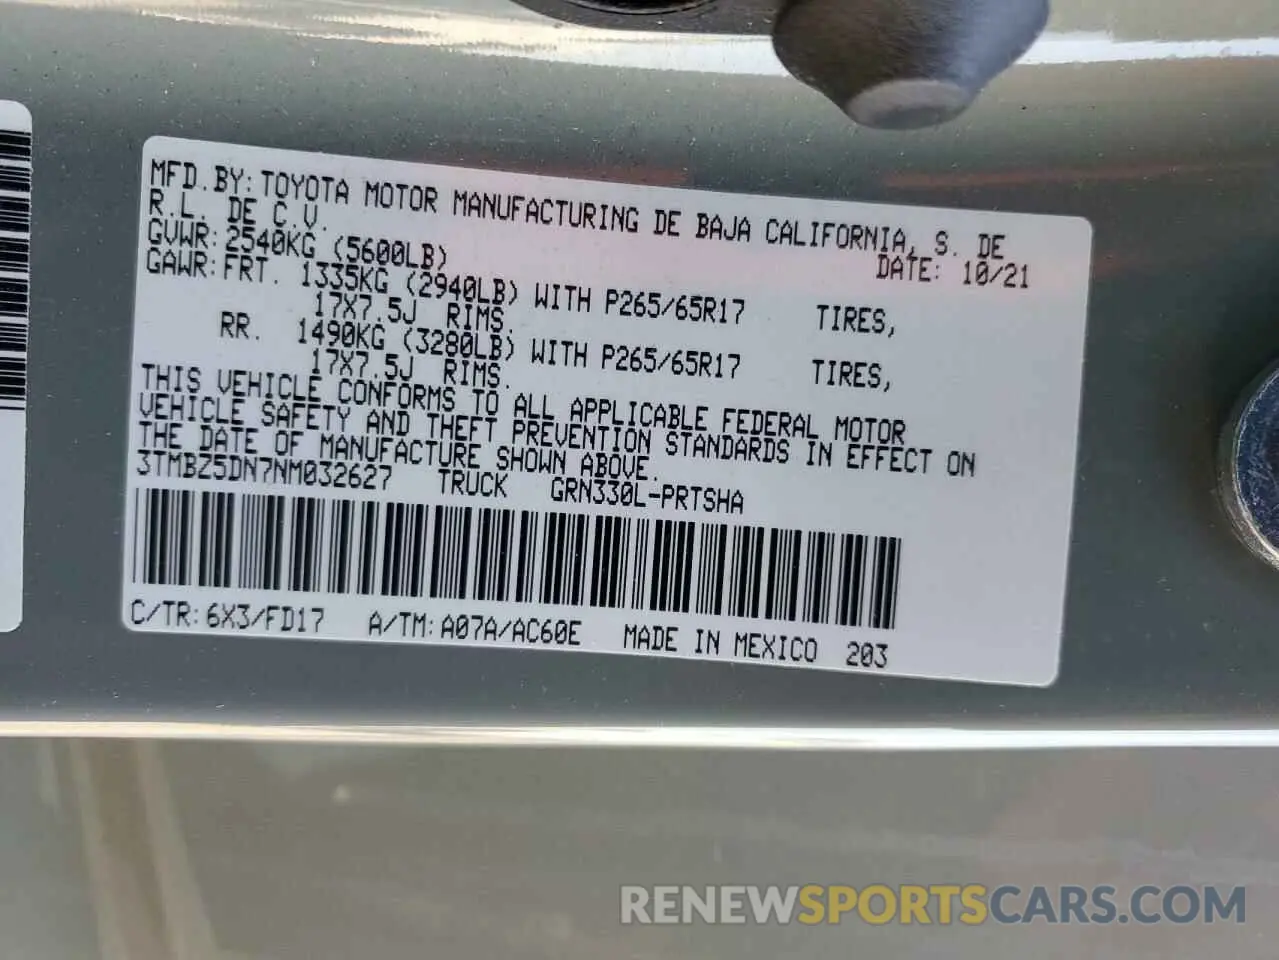 MFD.BY: TOYOTA MOTOR MANUFACTURING DE BAJA CALIFORNIA, S. DE
R.L. DE C.V. DATE: 10/21
GVWR: 2540KG (5600LB)
GAWR: FRT. 1335KG (2940LB) WITH P265/65R17 TIRES,
17X7.5J RIMS.
RR. 1490KG (3280LB) WITH P265/65R17 TIRES,
17X7.5J RIMS.
THIS VEHICLE CONFORMS TO ALL APPLICABLE FEDERAL MOTOR
VEHICLE SAFETY AND THEFT PREVENTION STANDARDS IN EFFECT ON
THE DATE OF MANUFACTURE SHOWN ABOVE.
3TMBZ5DN7NM032627 TRUCK GRN330L-PRTSHA
C/TR: 6X3/FD17 A/TM: A07A/AC60E MADE IN MEXICO 203
RENEWSPORTSCARS.COM